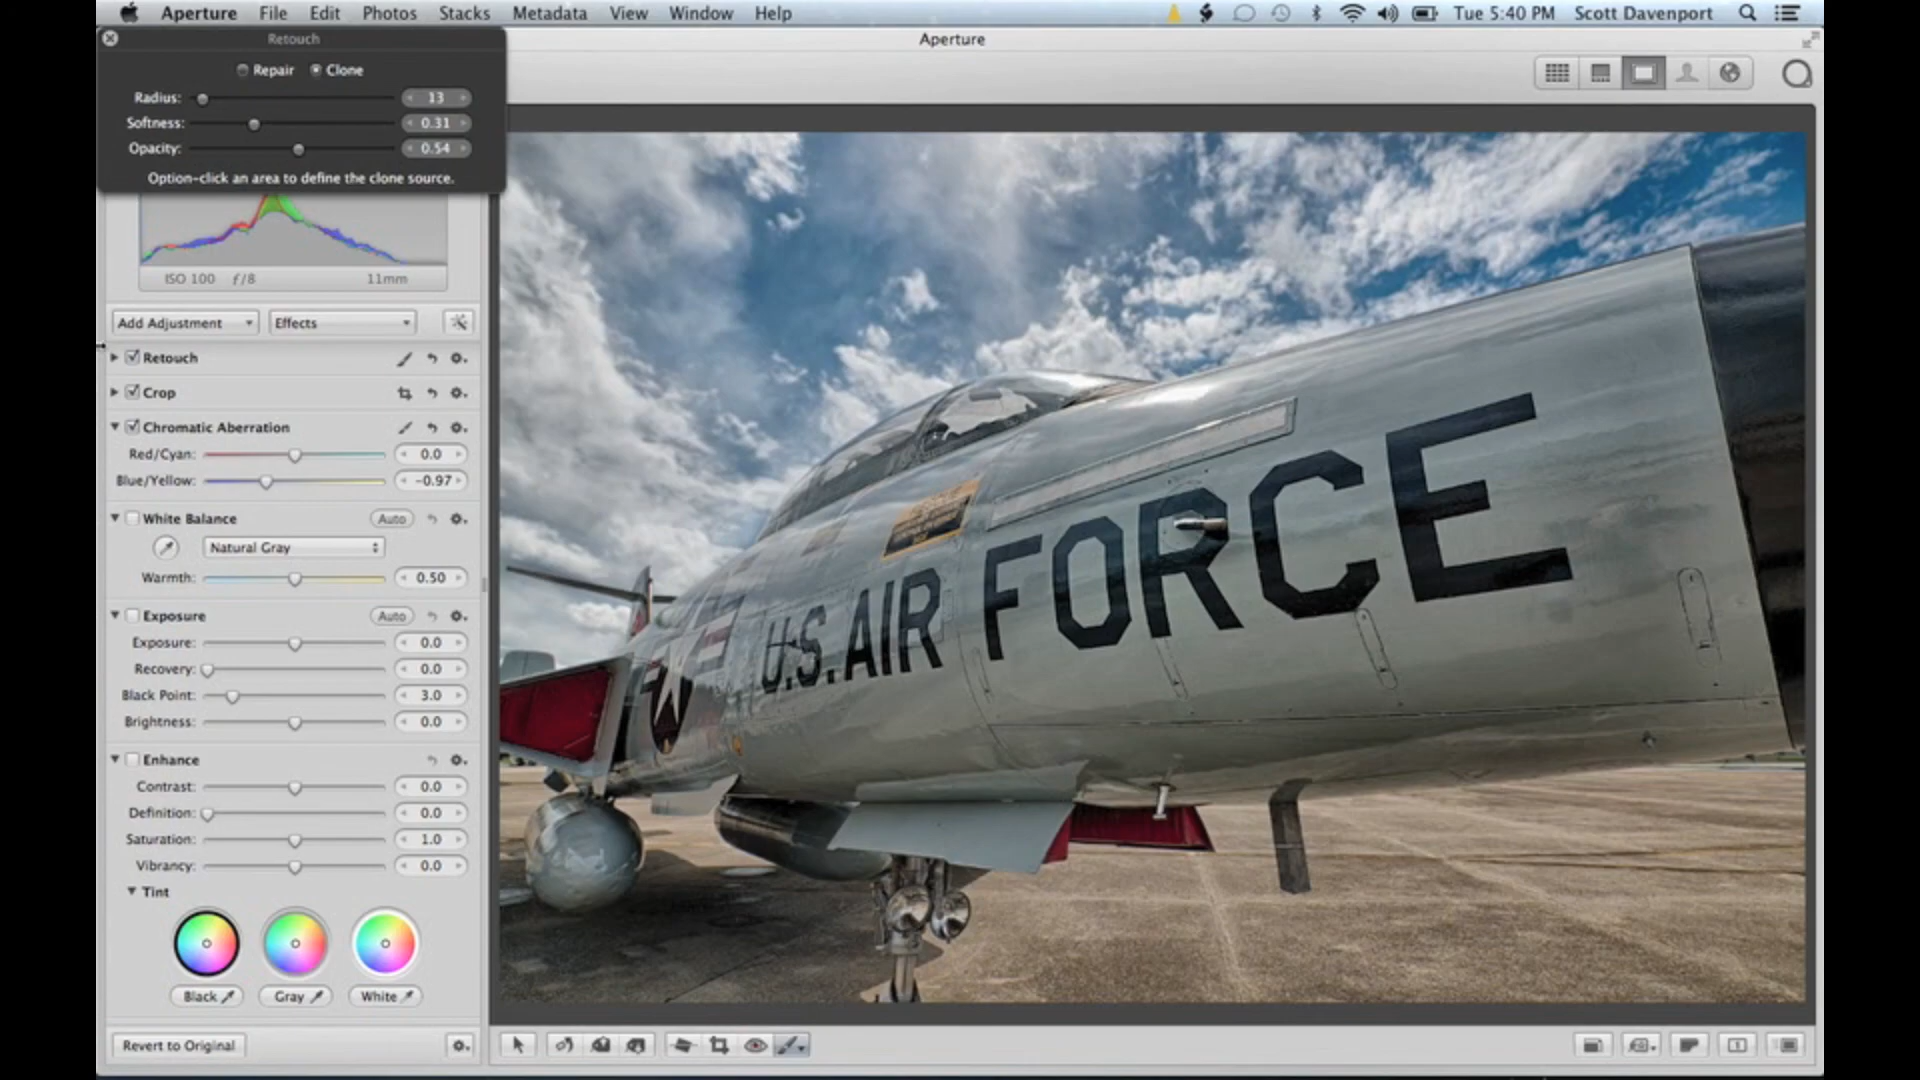 Aperture File Edit Photos Stacks Metadata View Window Help Tue 5:40 PM Scott Davenport
Retouch
Aperture
Repair Clone
Radius: 13
Softness: 0.31
Opacity: 0.54
Option-click an area to define the clone source.
ISO 100 f/8 11mm
Add Adjustment Effects
Retouch
Crop
Chromatic Aberration
Red/Cyan: 0.0
Blue/Yellow: -0.97
White Balance Auto
Natural Gray
Warmth: 0.50
Exposure Auto
Exposure: 0.0
Recovery: 0.0
Black Point: 3.0
Brightness: 0.0
Enhance
Contrast: 0.0
Definition: 0.0
Saturation: 1.0
Vibrancy: 0.0
Tint
Black Gray White
Revert to Original
U.S. AIR FORCE